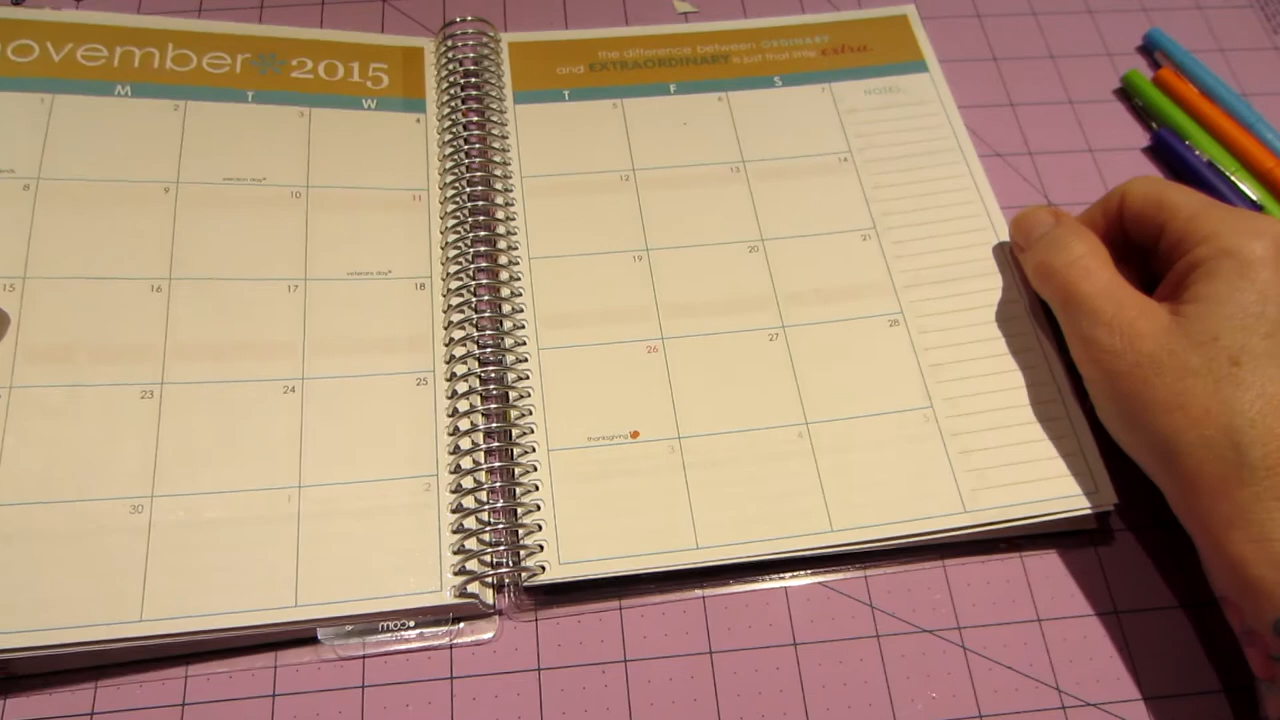 november*2015
M T W
1 2 3 4
election day*
8 9 10 11
veterans day*
15 16 17 18
23 24 25
30 1 2
the difference between ORDINARY
and EXTRAORDINARY is just that little extra.
T F S NOTES
5 6 7
12 13 14
19 20 21
26 27 28
thanksgiving
3 4 5
.com